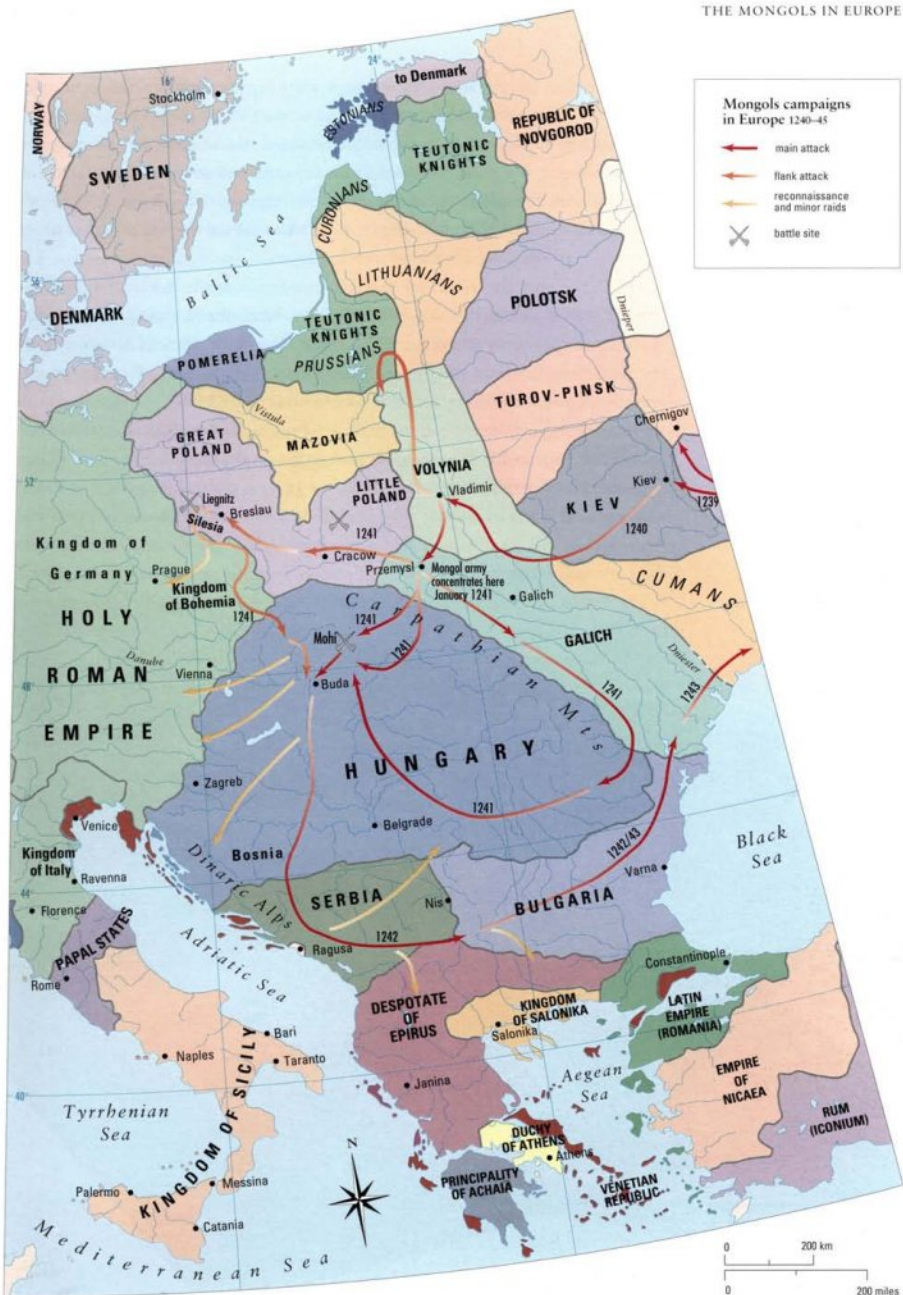 THE MONGOLS IN EUROPE
Mongols campaigns
in Europe 1240–45
main attack
flank attack
reconnaissance
and minor raids
battle site
16°
24°
to Denmark
Stockholm
NORWAY
ESTONIANS
REPUBLIC OF
NOVGOROD
SWEDEN
TEUTONIC
KNIGHTS
CURONIANS
Baltic Sea
LITHUANIANS
56°
DENMARK
POLOTSK
Dnieper
TEUTONIC
KNIGHTS
PRUSSIANS
POMERELIA
TUROV-PINSK
Vistula
MAZOVIA
GREAT
POLAND
Chernigov
VOLYNIA
52°
LITTLE
POLAND
Vladimir
Kiev
KIEV
1239
1240
Liegnitz
Breslau
Silesia
1241
Cracow
Przemysl
Mongol army
concentrates here
January 1241
Galich
CUMANS
Kingdom of
Germany
Prague
Kingdom
of Bohemia
1241
HOLY
ROMAN
EMPIRE
Carpathian Mts
1241
Mohi
1241
GALICH
Dniester
1243
Danube
Vienna
48°
Buda
1241
HUNGARY
Zagreb
1241
Belgrade
Venice
Kingdom
of Italy
Bosnia
Dinaric Alps
1242/43
Black
Sea
Ravenna
44°
SERBIA
Nis
Varna
BULGARIA
Florence
PAPAL STATES
Rome
Adriatic Sea
Ragusa
1242
Constantinople
DESPOTATE
OF
EPIRUS
KINGDOM
OF SALONIKA
Salonika
LATIN
EMPIRE
(ROMANIA)
Bari
Naples
Taranto
KINGDOM OF SICILY
Janina
Aegean
Sea
EMPIRE
OF
NICAEA
40°
Tyrrhenian
Sea
RUM
(ICONIUM)
DUCHY
OF ATHENS
Athens
N
Messina
PRINCIPALITY
OF ACHAIA
VENETIAN
REPUBLIC
Palermo
Catania
Mediterranean Sea
0 200 km
0 200 miles